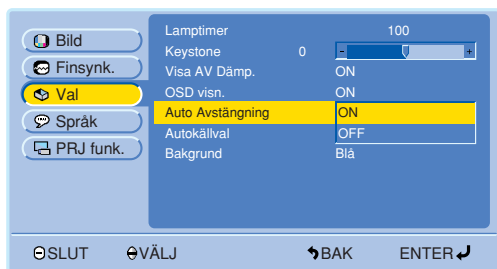 Bild
Finsynk.
Val
Språk
PRJ funk.
Lamptimer 100
Keystone 0 - +
Visa AV Dämp. ON
OSD visn. ON
Auto Avstängning ON
Autokällval OFF
Bakgrund Blå
SLUT VÄLJ BAK ENTER